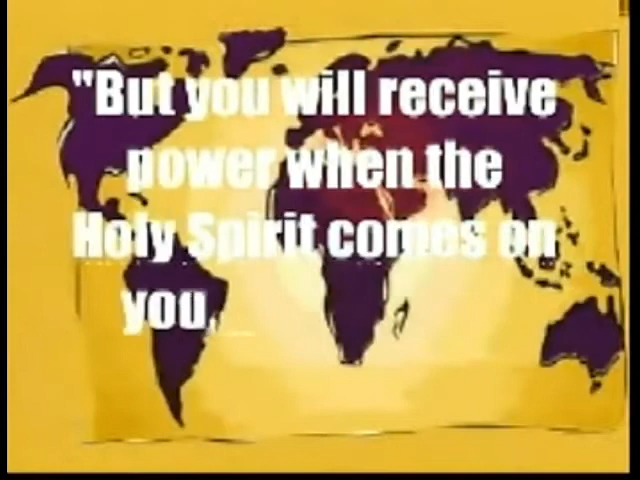 "But you will receive
power when the
Holy Spirit comes on
you,